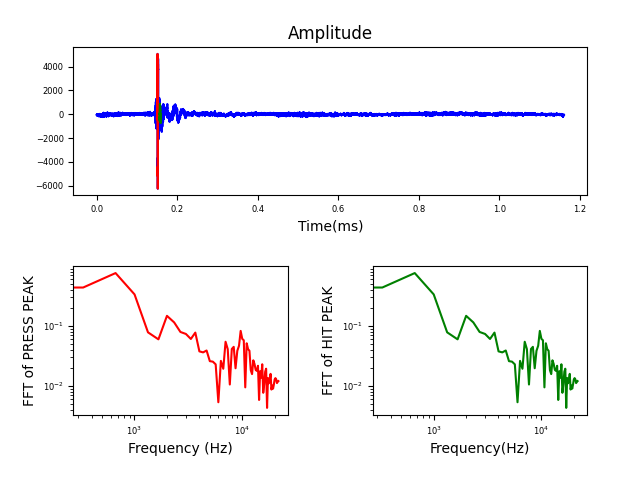 Amplitude
4000
2000
0
−2000
−4000
−6000
0.0 0.2 0.4 0.6 0.8 1.0 1.2
Time(ms)
FFT of PRESS PEAK
10⁻¹
10⁻²
10³ 10⁴
Frequency (Hz)
FFT of HIT PEAK
10⁻¹
10⁻²
10³ 10⁴
Frequency(Hz)